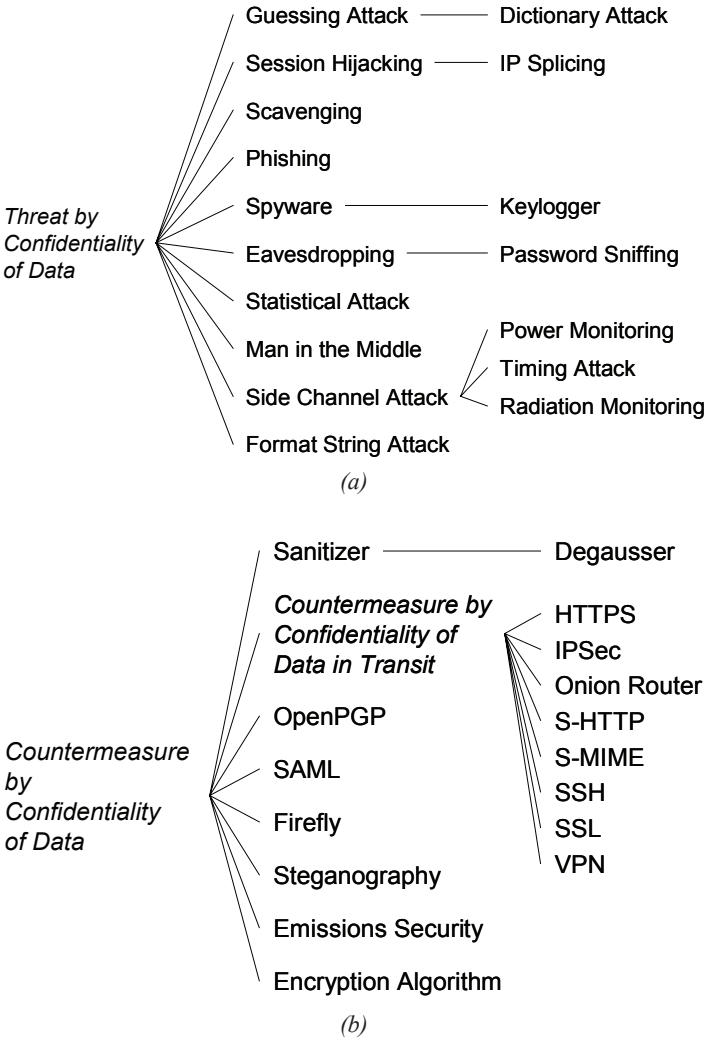 Guessing Attack Dictionary Attack
Session Hijacking IP Splicing
Scavenging
Phishing
Threat by
Confidentiality
of Data
Spyware Keylogger
Eavesdropping Password Sniffing
Statistical Attack
Man in the Middle
Side Channel Attack
Power Monitoring
Timing Attack
Radiation Monitoring
Format String Attack
(a)
Sanitizer Degausser
Countermeasure by
Confidentiality of
Data in Transit
HTTPS
IPSec
Onion Router
S-HTTP
S-MIME
SSH
SSL
VPN
Countermeasure
by
Confidentiality
of Data
OpenPGP
SAML
Firefly
Steganography
Emissions Security
Encryption Algorithm
(b)